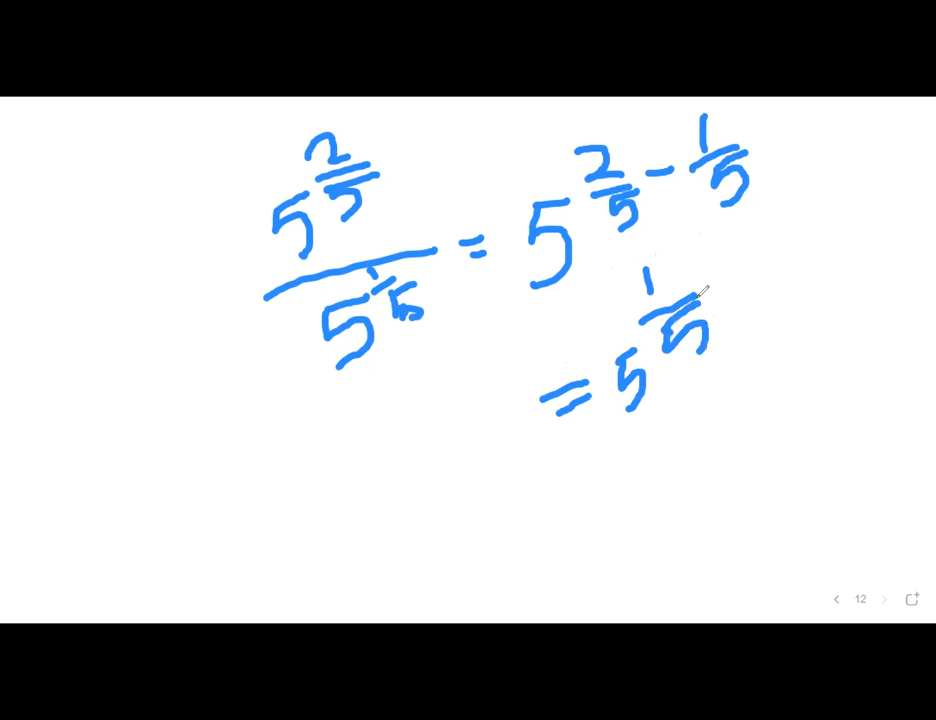 5^(2/5) / 5^(1/5) = 5^(2/5 - 1/5)
= 5^(1/5)
12